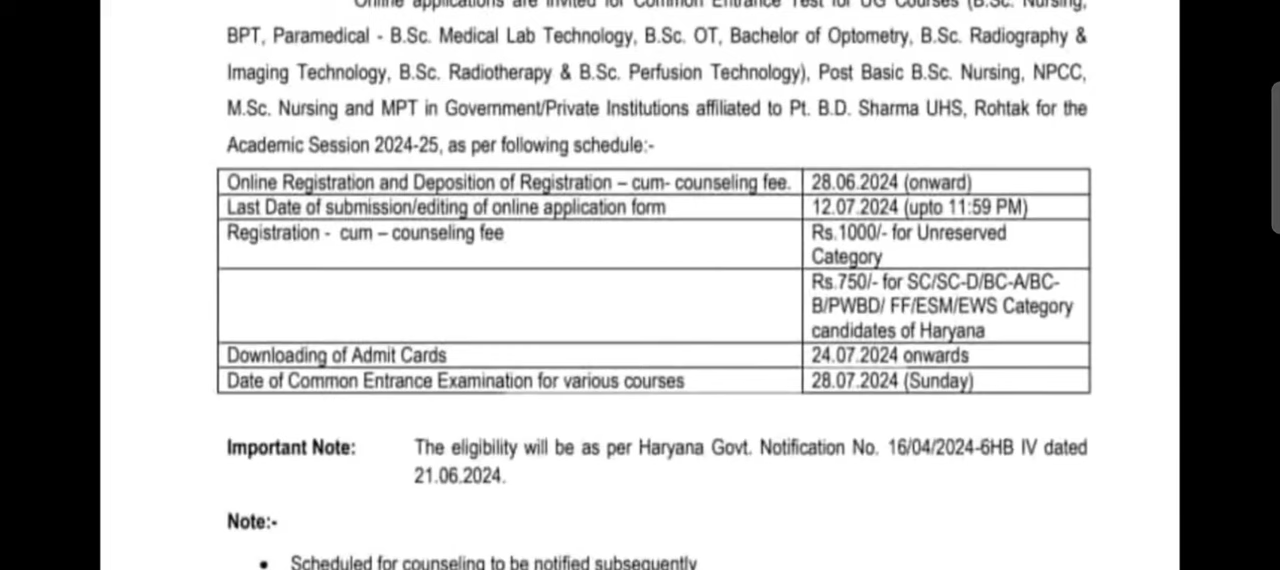 Online applications are invited for Common Entrance Test for UG Courses (B.Sc. Nursing,
BPT, Paramedical - B.Sc. Medical Lab Technology, B.Sc. OT, Bachelor of Optometry, B.Sc. Radiography &
Imaging Technology, B.Sc. Radiotherapy & B.Sc. Perfusion Technology), Post Basic B.Sc. Nursing, NPCC,
M.Sc. Nursing and MPT in Government/Private Institutions affiliated to Pt. B.D. Sharma UHS, Rohtak for the
Academic Session 2024-25, as per following schedule:-
Online Registration and Deposition of Registration – cum- counseling fee. 28.06.2024 (onward)
Last Date of submission/editing of online application form 12.07.2024 (upto 11:59 PM)
Registration - cum – counseling fee Rs.1000/- for Unreserved
Category
Rs.750/- for SC/SC-D/BC-A/BC-
B/PWBD/ FF/ESM/EWS Category
candidates of Haryana
Downloading of Admit Cards 24.07.2024 onwards
Date of Common Entrance Examination for various courses 28.07.2024 (Sunday)
Important Note: The eligibility will be as per Haryana Govt. Notification No. 16/04/2024-6HB IV dated
21.06.2024.
Note:-
• Scheduled for counseling to be notified subsequently